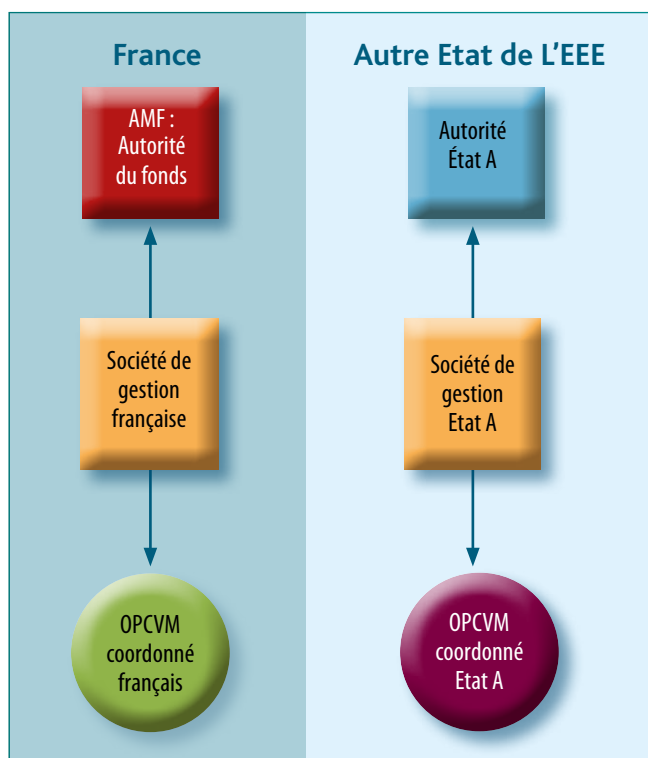 France
AMF :
Autorité
du fonds
Société de
gestion
française
OPCVM
coordonné
français
Autre Etat de L'EEE
Autorité
État A
Société de
gestion
Etat A
OPCVM
coordonné
Etat A